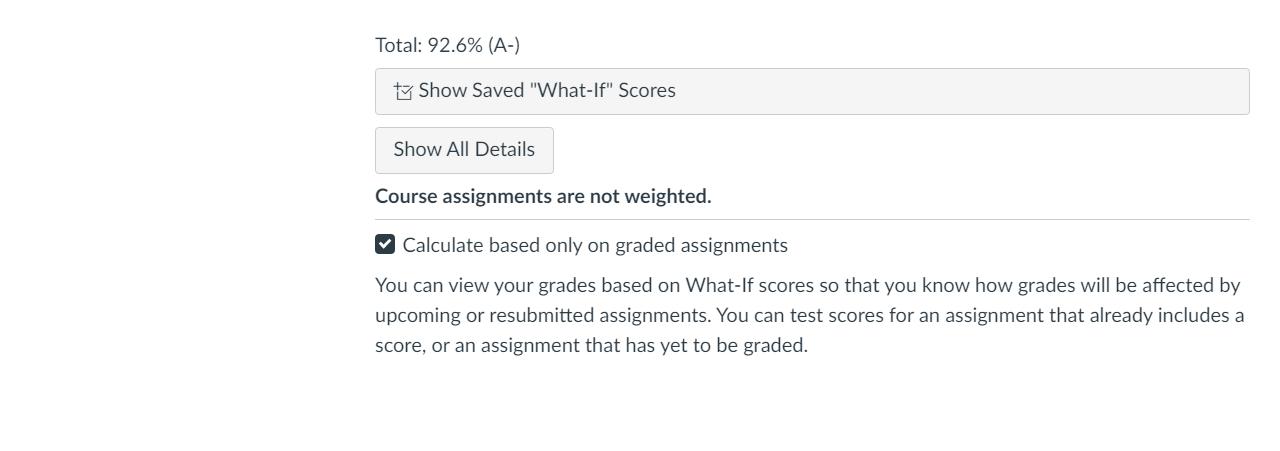 Total: 92.6% (A-)
Show Saved "What-If" Scores
Show All Details
Course assignments are not weighted.
Calculate based only on graded assignments
You can view your grades based on What-If scores so that you know how grades will be affected by
upcoming or resubmitted assignments. You can test scores for an assignment that already includes a
score, or an assignment that has yet to be graded.